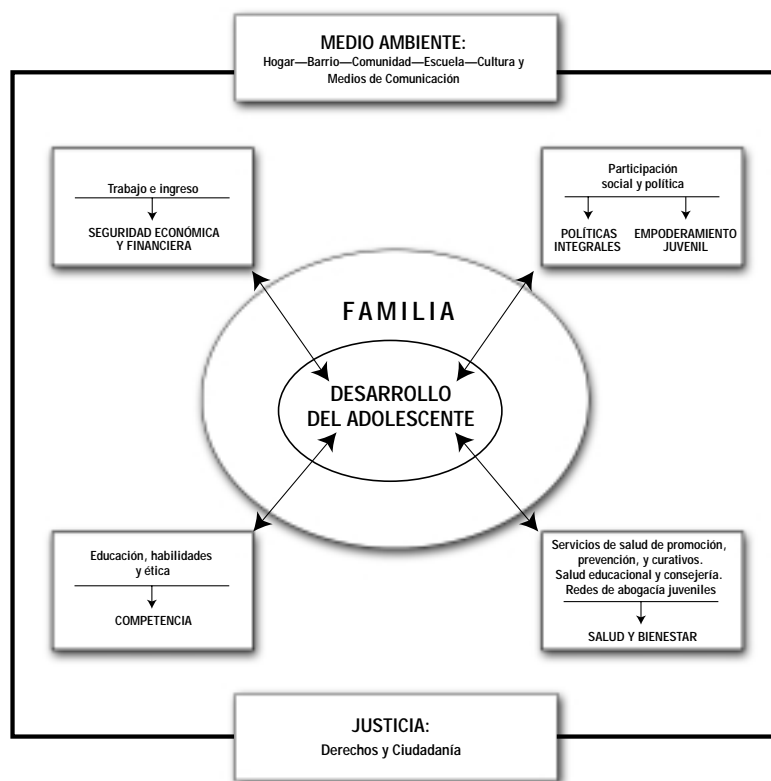 MEDIO AMBIENTE:
Hogar—Barrio—Comunidad—Escuela—Cultura y
Medios de Comunicación
Trabajo e ingreso
SEGURIDAD ECONÓMICA
Y FINANCIERA
Participación
social y política
POLÍTICAS
INTEGRALES
EMPODERAMIENTO
JUVENIL
FAMILIA
DESARROLLO
DEL ADOLESCENTE
Educación, habilidades
y ética
COMPETENCIA
Servicios de salud de promoción,
prevención, y curativos.
Salud educacional y consejería.
Redes de abogacía juveniles
SALUD Y BIENESTAR
JUSTICIA:
Derechos y Ciudadanía